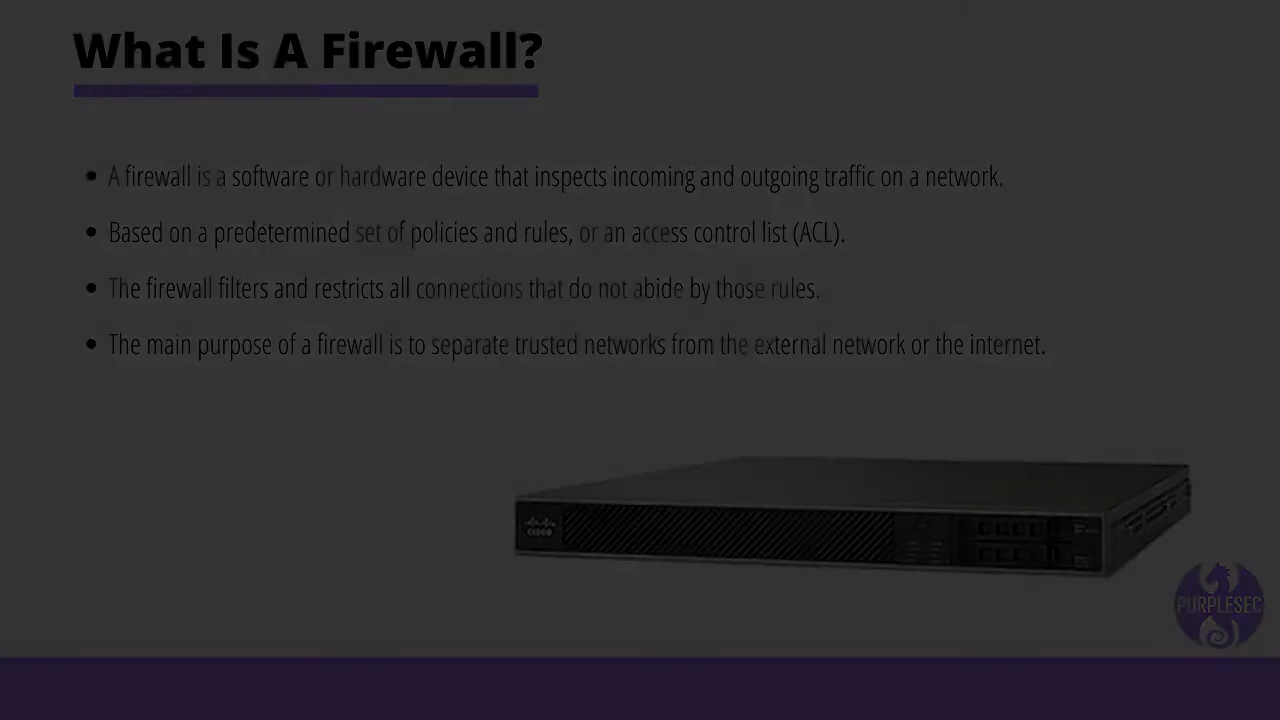 What Is A Firewall?
A firewall is a software or hardware device that inspects incoming and outgoing traffic on a network.
Based on a predetermined set of policies and rules, or an access control list (ACL).
The firewall filters and restricts all connections that do not abide by those rules.
The main purpose of a firewall is to separate trusted networks from the external network or the internet.
CISCO
PURPLESEC